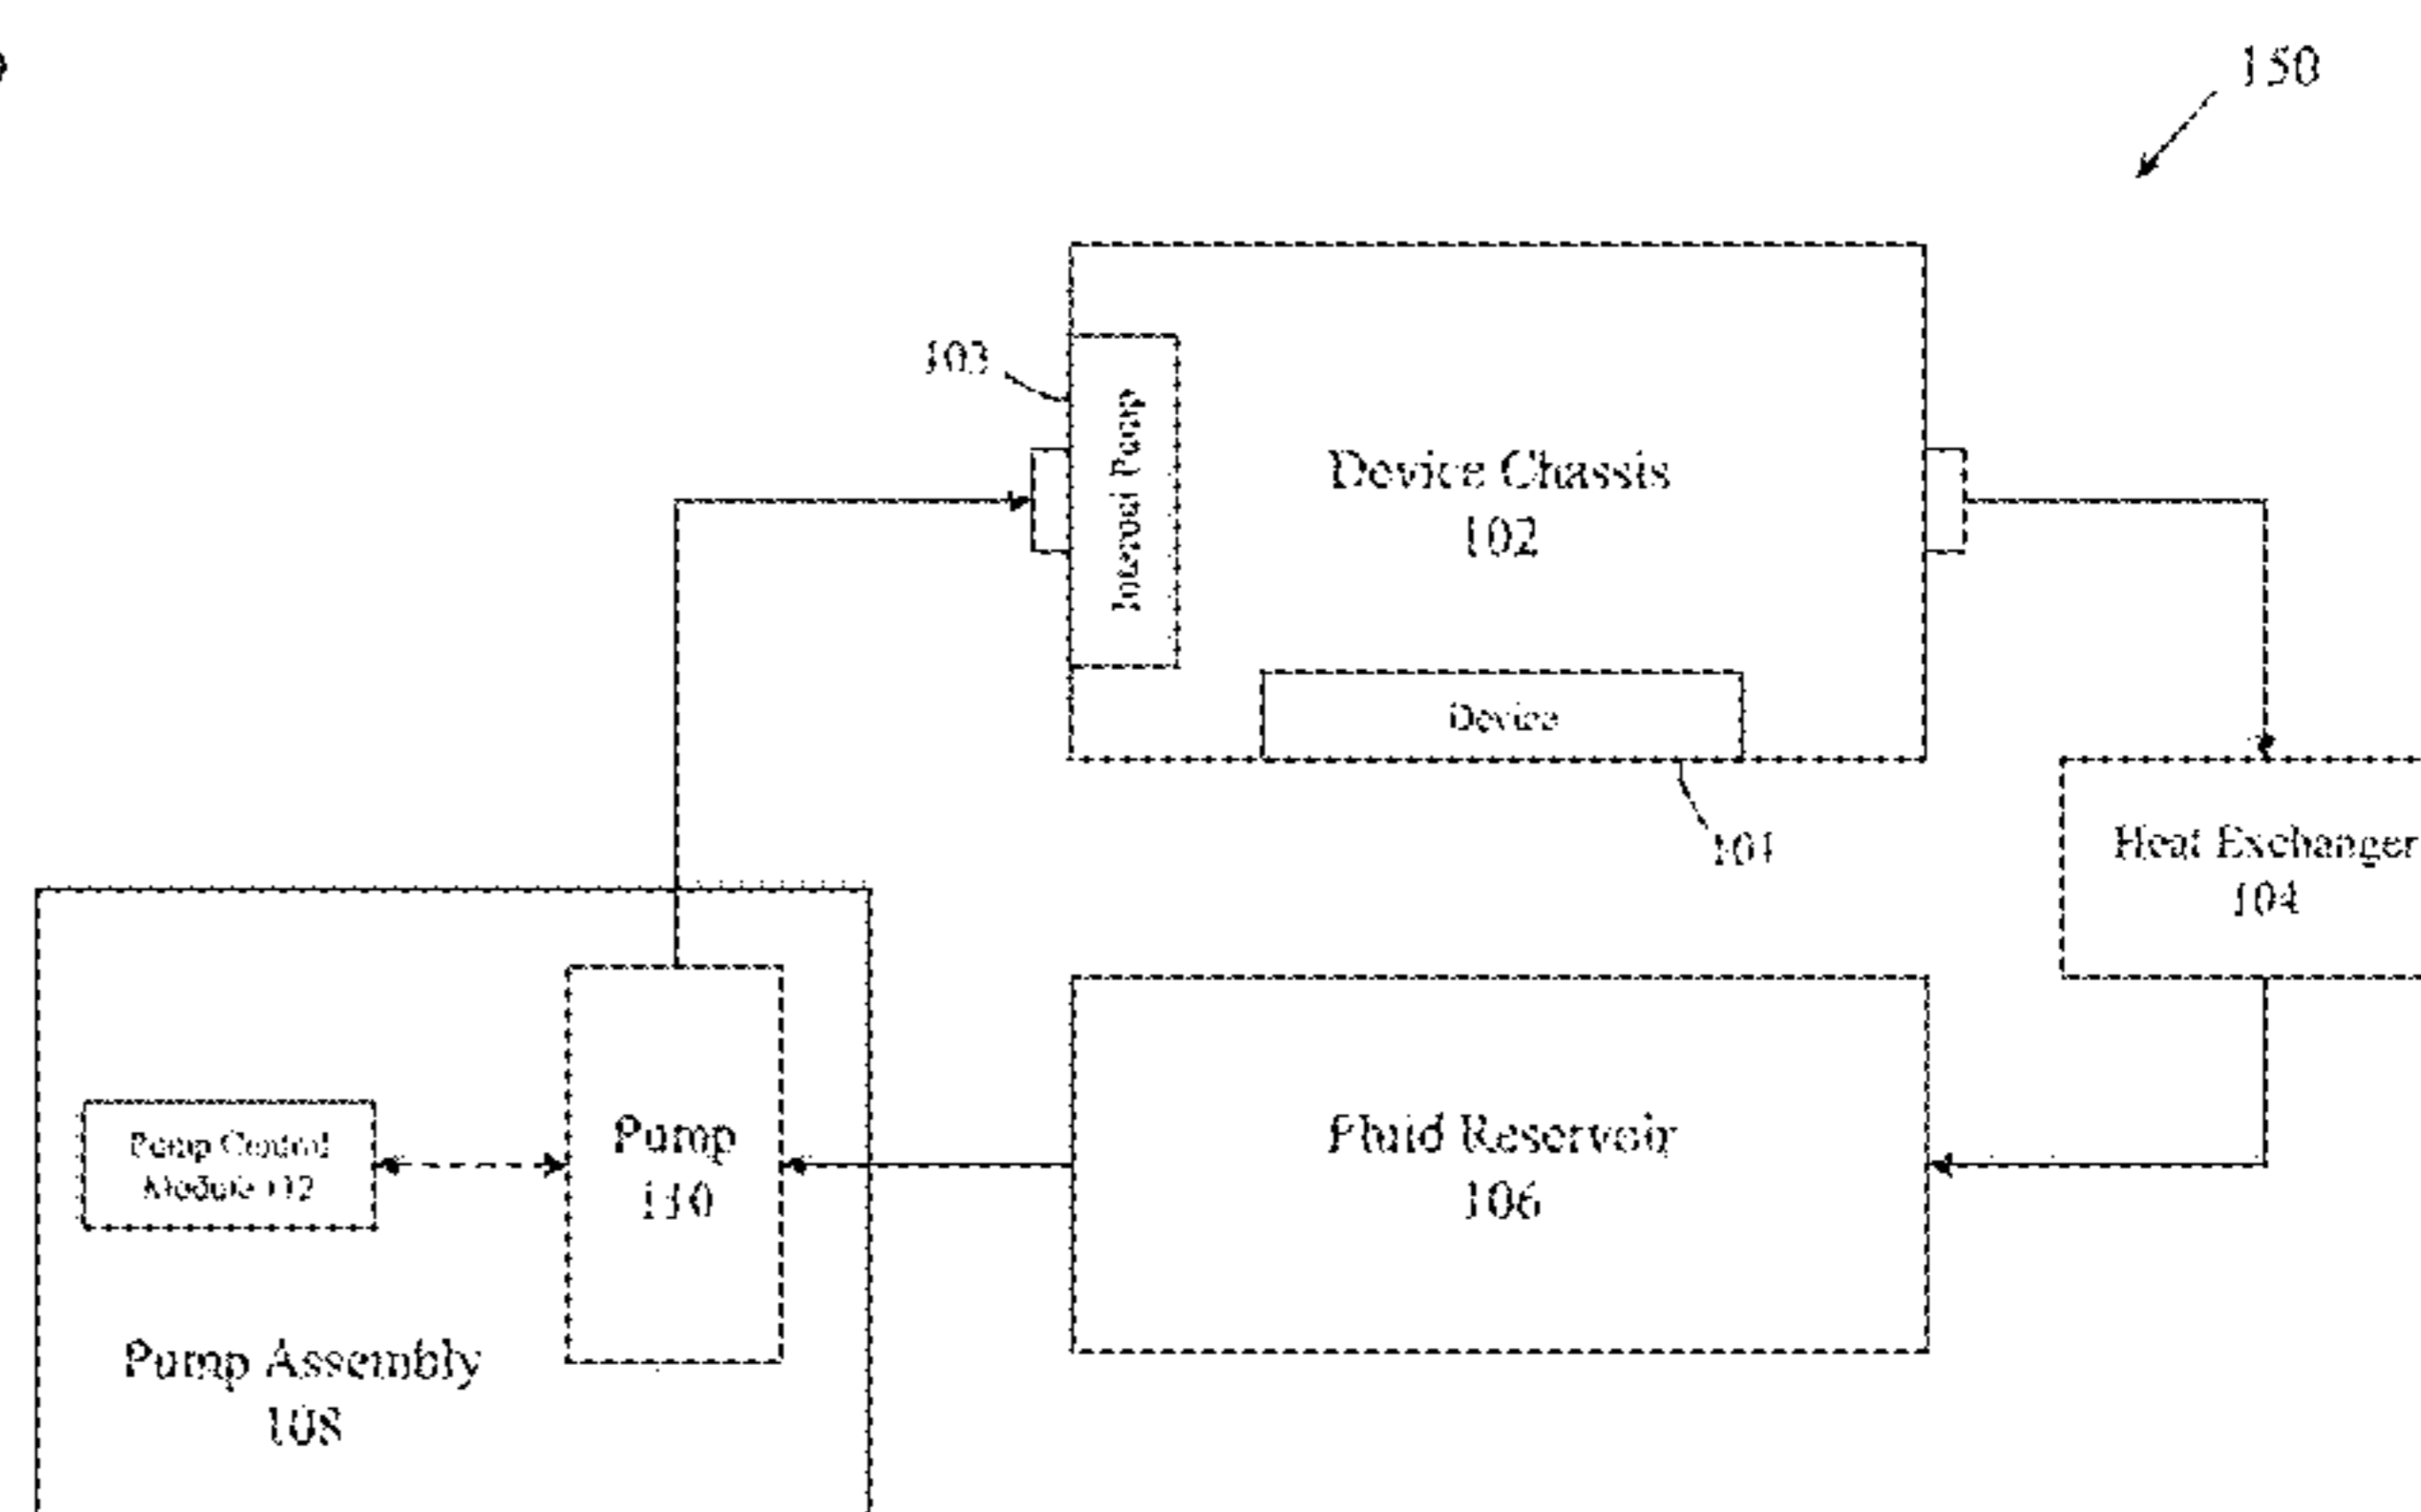 150
103
Internal Pump
Device Chassis
102
Device
101
Heat Exchanger
104
Pump Control
Module 112
Pump
110
Fluid Reservoir
106
Pump Assembly
108